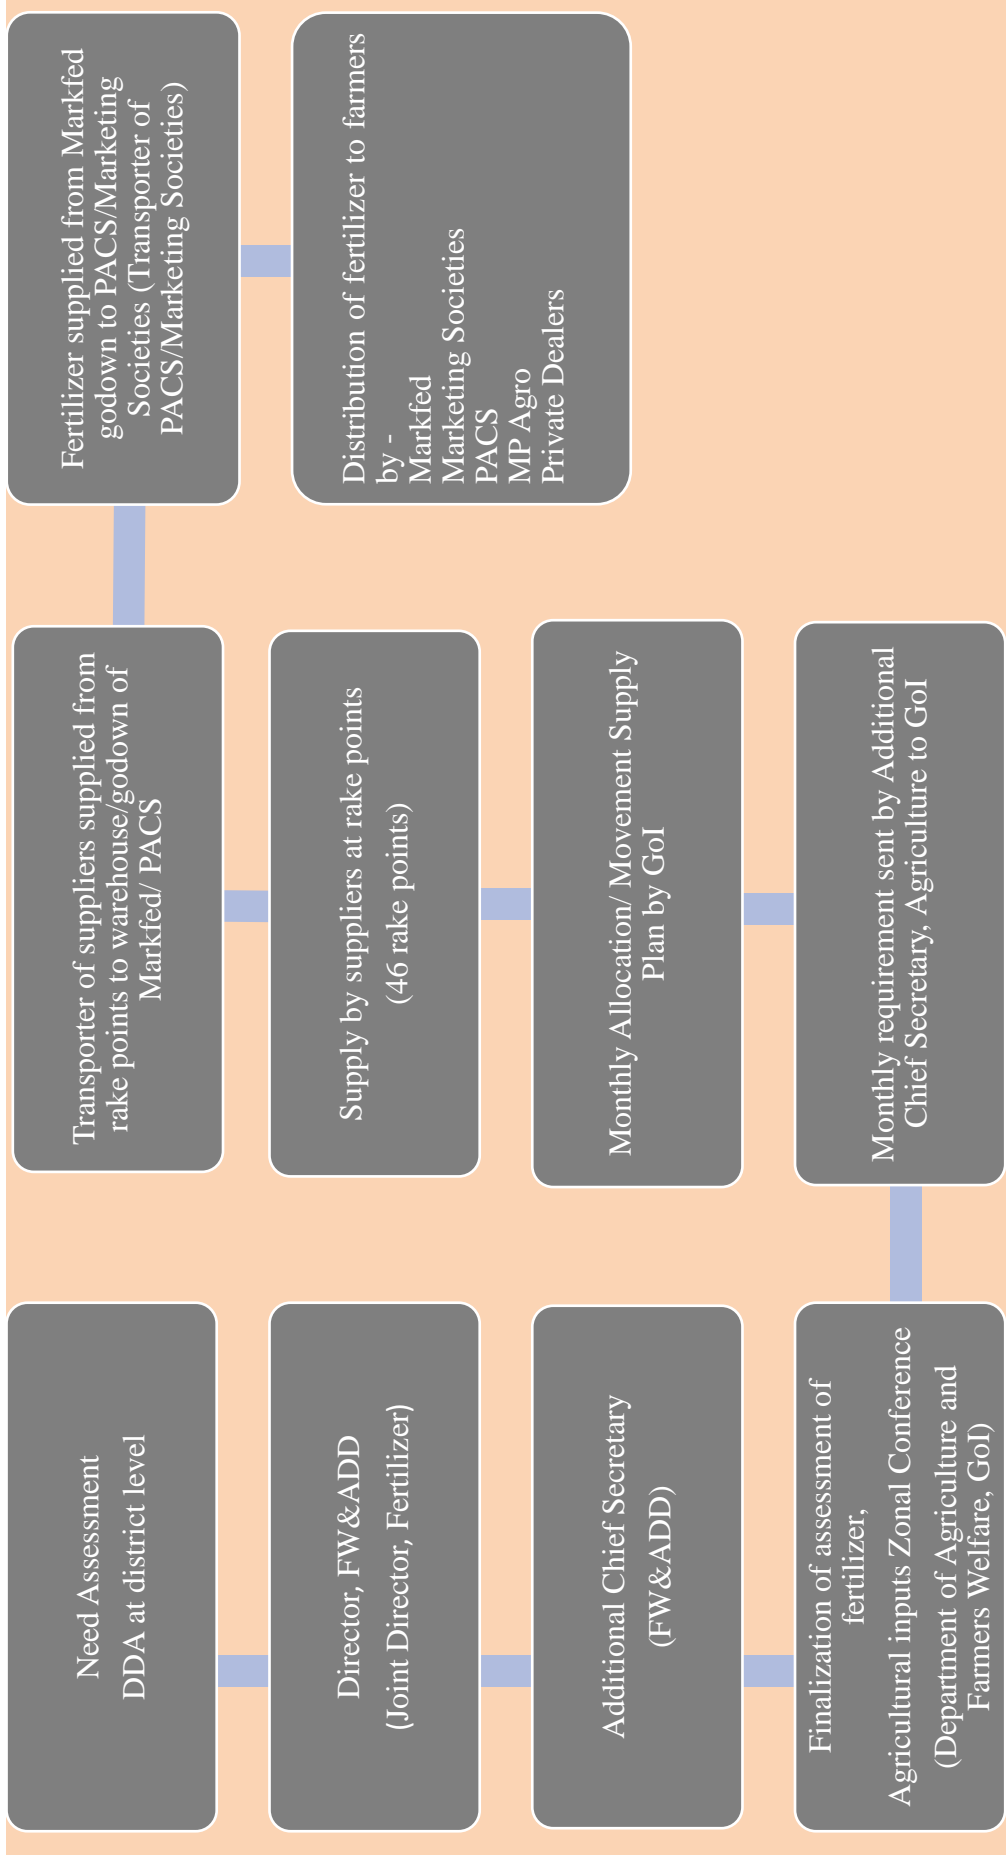 Need Assessment
DDA at district level
Director, FW&ADD
(Joint Director, Fertilizer)
Additional Chief Secretary
(FW&ADD)
Finalization of assessment of
fertilizer,
Agricultural inputs Zonal Conference
(Department of Agriculture and
Farmers Welfare, GoI)
Monthly requirement sent by Additional
Chief Secretary, Agriculture to GoI
Monthly Allocation/ Movement Supply
Plan by GoI
Supply by suppliers at rake points
(46 rake points)
Transporter of suppliers supplied from
rake points to warehouse/godown of
Markfed/ PACS
Fertilizer supplied from Markfed
godown to PACS/Marketing
Societies (Transporter of
PACS/Marketing Societies)
Distribution of fertilizer to farmers
by -
Markfed
Marketing Societies
PACS
MP Agro
Private Dealers